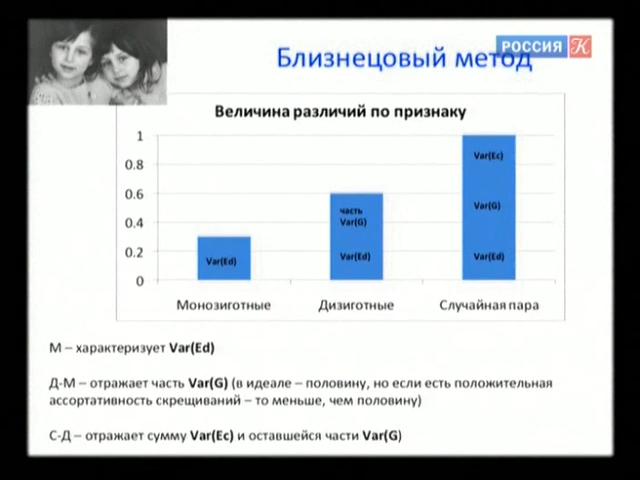 Близнецовый метод
РОССИЯ К
Величина различий по признаку
1
0.8
0.6
0.4
0.2
0
Var(Ed)
часть
Var(G)
Var(Ed)
Var(Ec)
Var(G)
Var(Ed)
Монозиготные Дизиготные Случайная пара
М – характеризует Var(Ed)
Д-М – отражает часть Var(G) (в идеале – половину, но если есть положительная
ассортативность скрещиваний – то меньше, чем половину)
С-Д – отражает сумму Var(Ec) и оставшейся части Var(G)